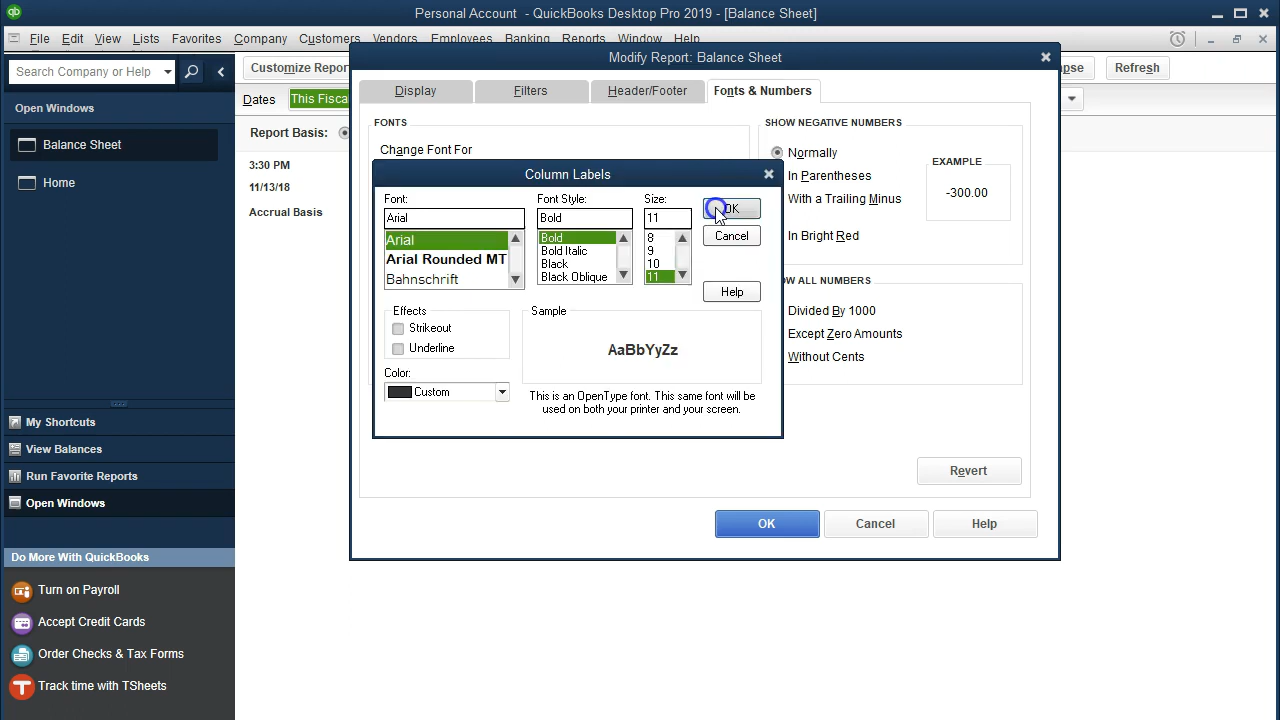 Personal Account - QuickBooks Desktop Pro 2019 - [Balance Sheet]
File Edit View Lists Favorites Company Customers Vendors Employees Banking Reports Window Help
Search Company or Help
Open Windows
Balance Sheet
Home
My Shortcuts
View Balances
Run Favorite Reports
Open Windows
Do More With QuickBooks
Turn on Payroll
Accept Credit Cards
Order Checks & Tax Forms
Track time with TSheets
Customize Repor
Refresh
Dates This Fisca
Report Basis:
3:30 PM
11/13/18
Accrual Basis
Modify Report: Balance Sheet
Display Filters Header/Footer Fonts & Numbers
FONTS
Change Font For
SHOW NEGATIVE NUMBERS
Normally
In Parentheses
With a Trailing Minus
In Bright Red
EXAMPLE
-300.00
OW ALL NUMBERS
Divided By 1000
Except Zero Amounts
Without Cents
Revert
OK Cancel Help
Column Labels
Font: Font Style: Size:
Arial Bold 11
Arial
Arial Rounded MT
Bahnschrift
Bold
Bold Italic
Black
Black Oblique
8
9
10
11
OK
Cancel
Help
Effects
Strikeout
Underline
Color:
Custom
Sample
AaBbYyZz
This is an OpenType font. This same font will be
used on both your printer and your screen.